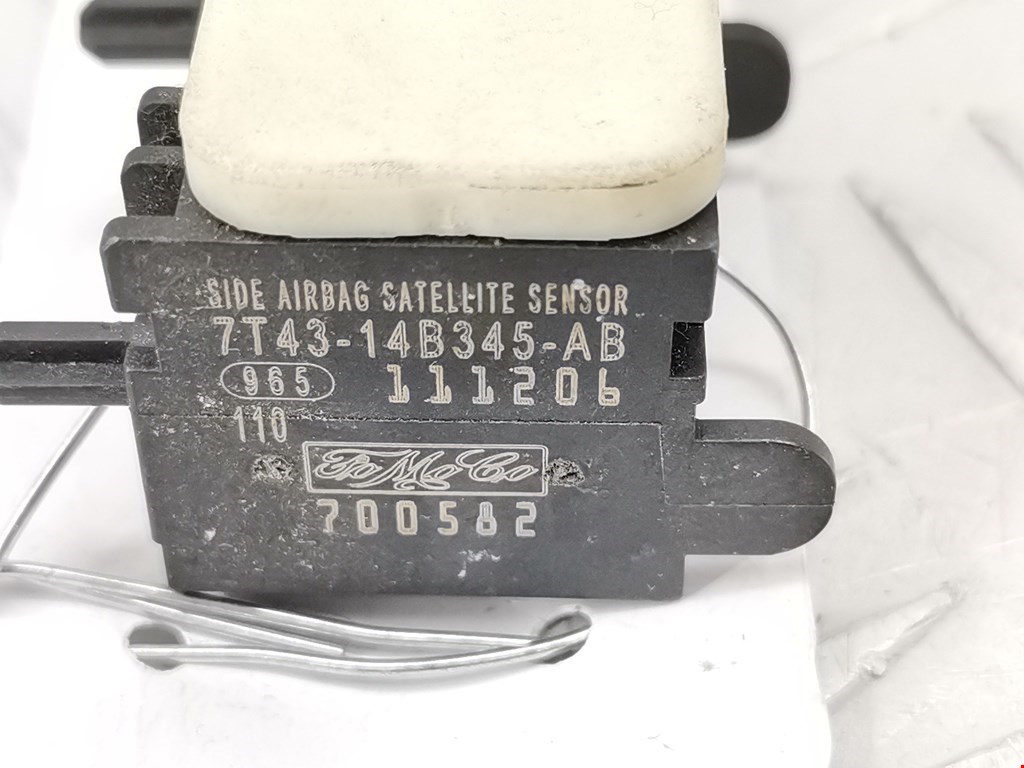 SIDE AIRBAG SATELLITE SENSOR
7T43-14B345-AB
965 111206
110
FoMoCo
700582